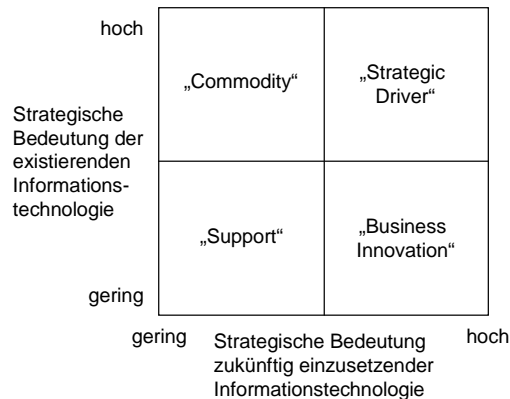 hoch
„Commodity“
„Strategic
Driver“
Strategische
Bedeutung der
existierenden
Informations-
technologie
„Support“
„Business
Innovation“
gering
gering
Strategische Bedeutung
zukünftig einzusetzender
Informationstechnologie
hoch